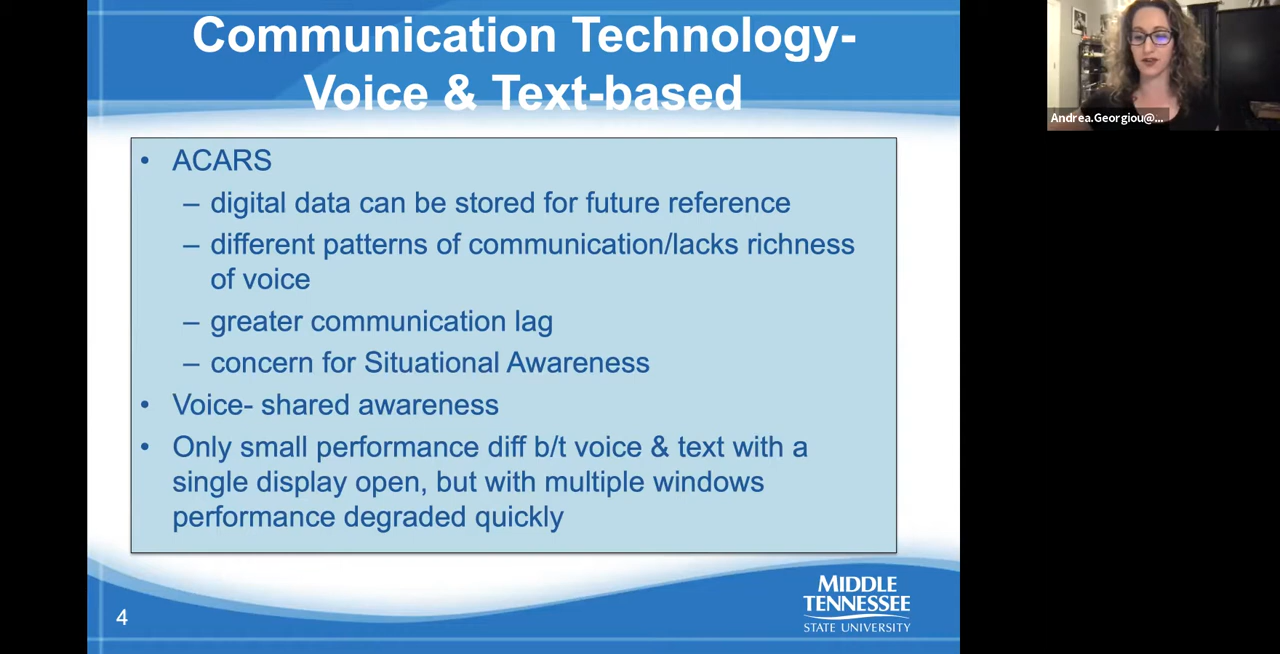 Communication Technology-
Voice & Text-based
Andrea.Georgiou@...
• ACARS
– digital data can be stored for future reference
– different patterns of communication/lacks richness
of voice
– greater communication lag
– concern for Situational Awareness
• Voice- shared awareness
• Only small performance diff b/t voice & text with a
single display open, but with multiple windows
performance degraded quickly
4
MIDDLE
TENNESSEE
STATE UNIVERSITY